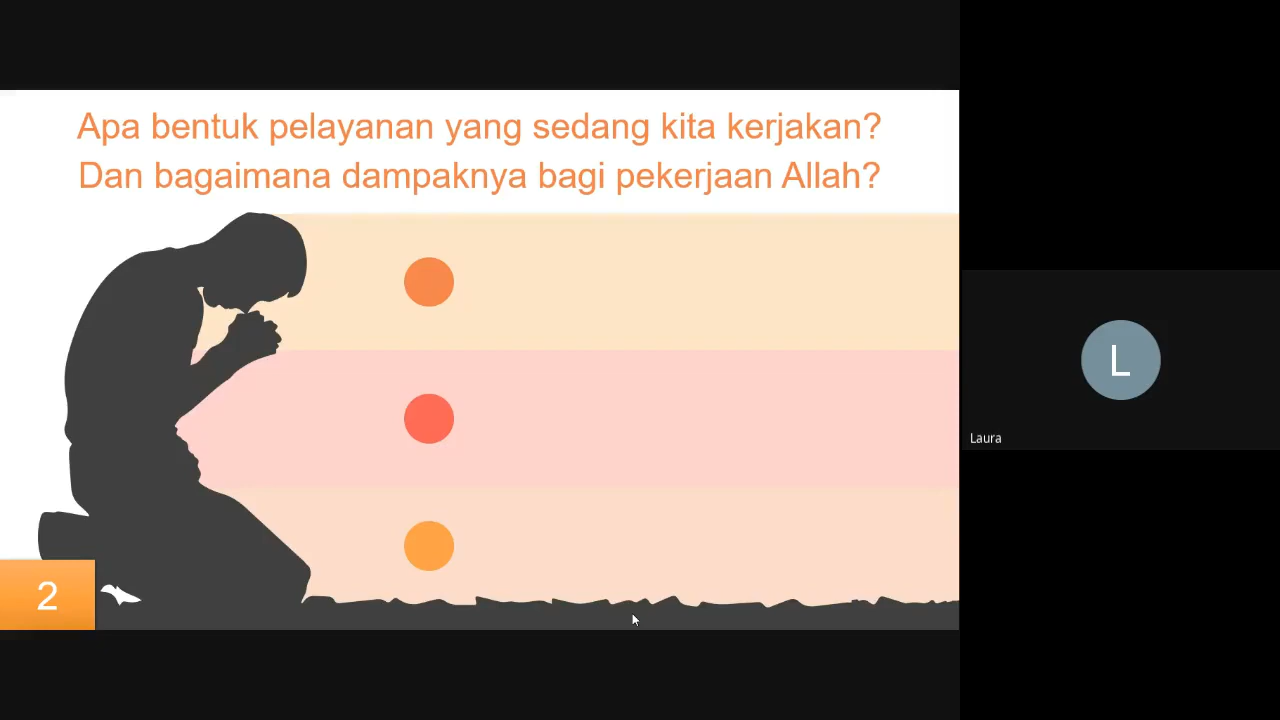 Apa bentuk pelayanan yang sedang kita kerjakan?
Dan bagaimana dampaknya bagi pekerjaan Allah?
2
L
Laura